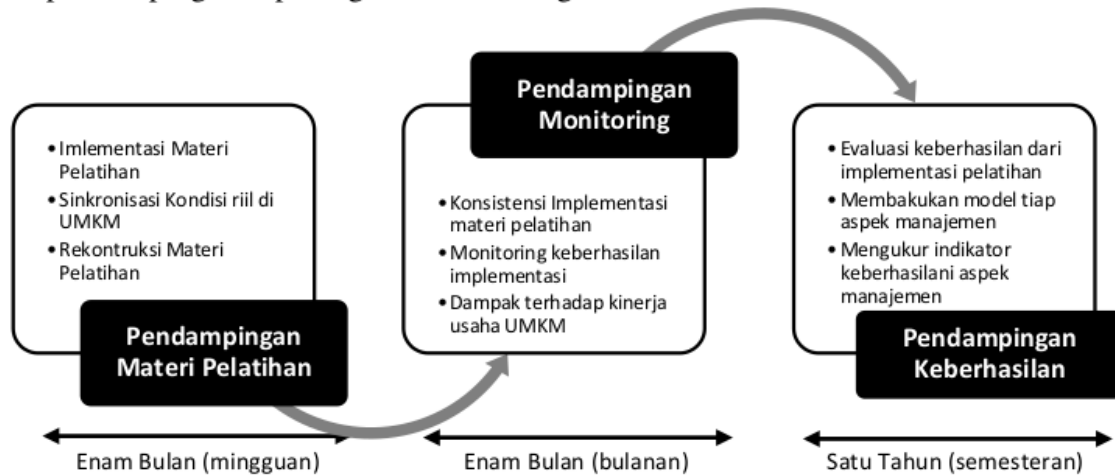 Imlementasi Materi
Pelatihan
Sinkronisasi Kondisi riil di
UMKM
Rekontruksi Materi
Pelatihan
Pendampingan
Materi Pelatihan
Enam Bulan (mingguan)
Pendampingan
Monitoring
Konsistensi Implementasi
materi pelatihan
Monitoring keberhasilan
implementasi
Dampak terhadap kinerja
usaha UMKM
Enam Bulan (bulanan)
Evaluasi keberhasilan dari
implementasi pelatihan
Membakukan model tiap
aspek manajemen
Mengukur indikator
keberhasilani aspek
manajemen
Pendampingan
Keberhasilan
Satu Tahun (semesteran)